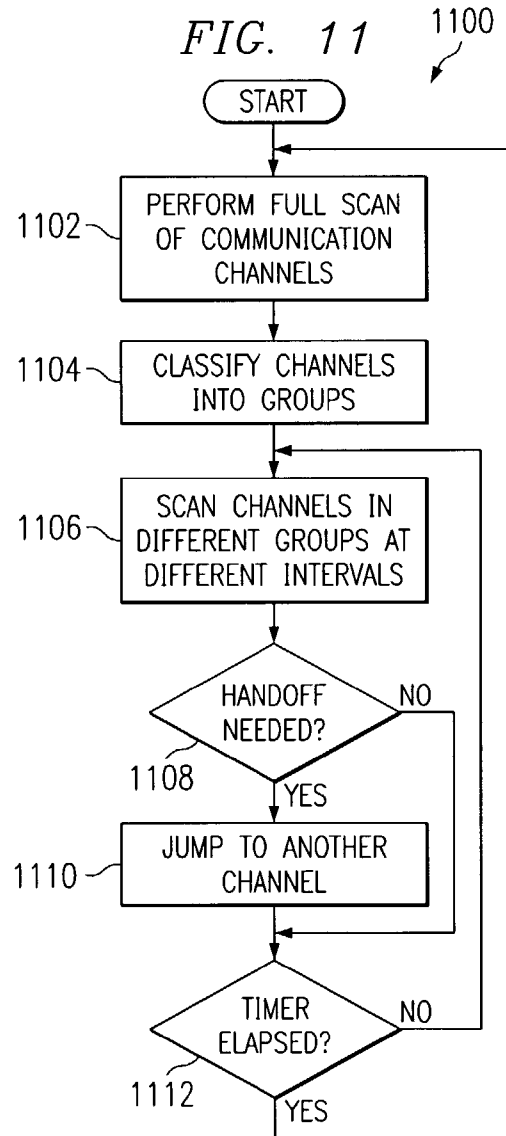 FIG. 11
1100
START
1102
PERFORM FULL SCAN
OF COMMUNICATION
CHANNELS
1104
CLASSIFY CHANNELS
INTO GROUPS
1106
SCAN CHANNELS IN
DIFFERENT GROUPS AT
DIFFERENT INTERVALS
HANDOFF
NEEDED?
NO
1108
YES
1110
JUMP TO ANOTHER
CHANNEL
TIMER
ELAPSED?
NO
1112
YES